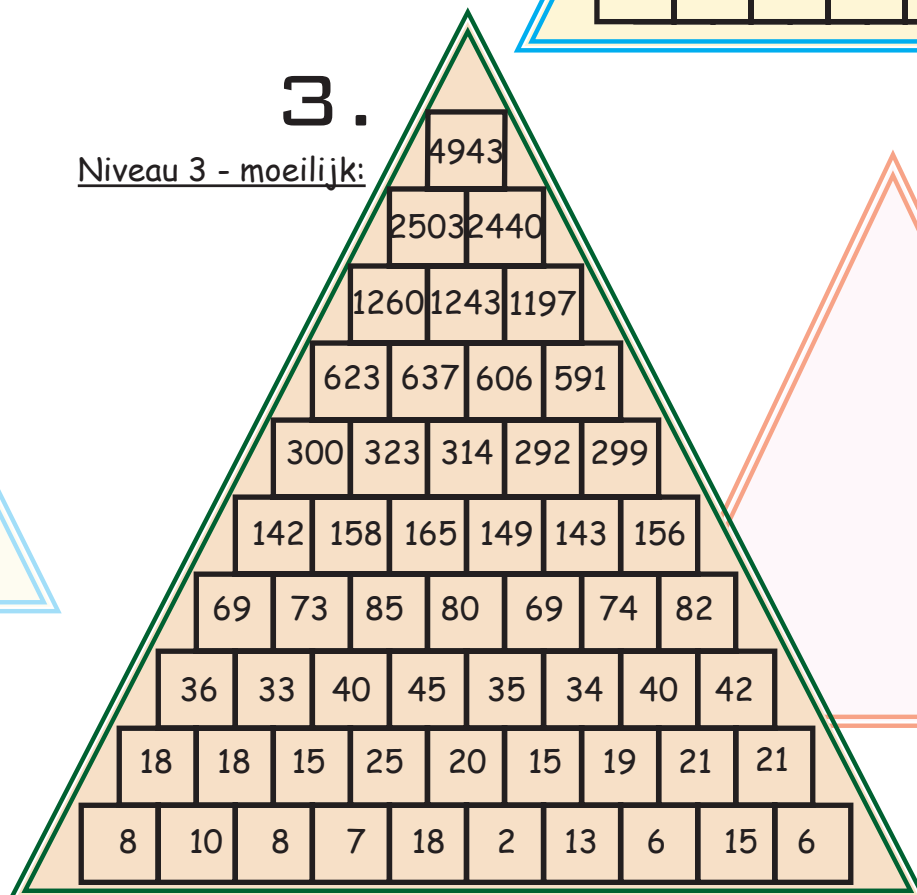 3.
Niveau 3 - moeilijk:
4943
2503 2440
1260 1243 1197
623 637 606 591
300 323 314 292 299
142 158 165 149 143 156
69 73 85 80 69 74 82
36 33 40 45 35 34 40 42
18 18 15 25 20 15 19 21 21
8 10 8 7 18 2 13 6 15 6